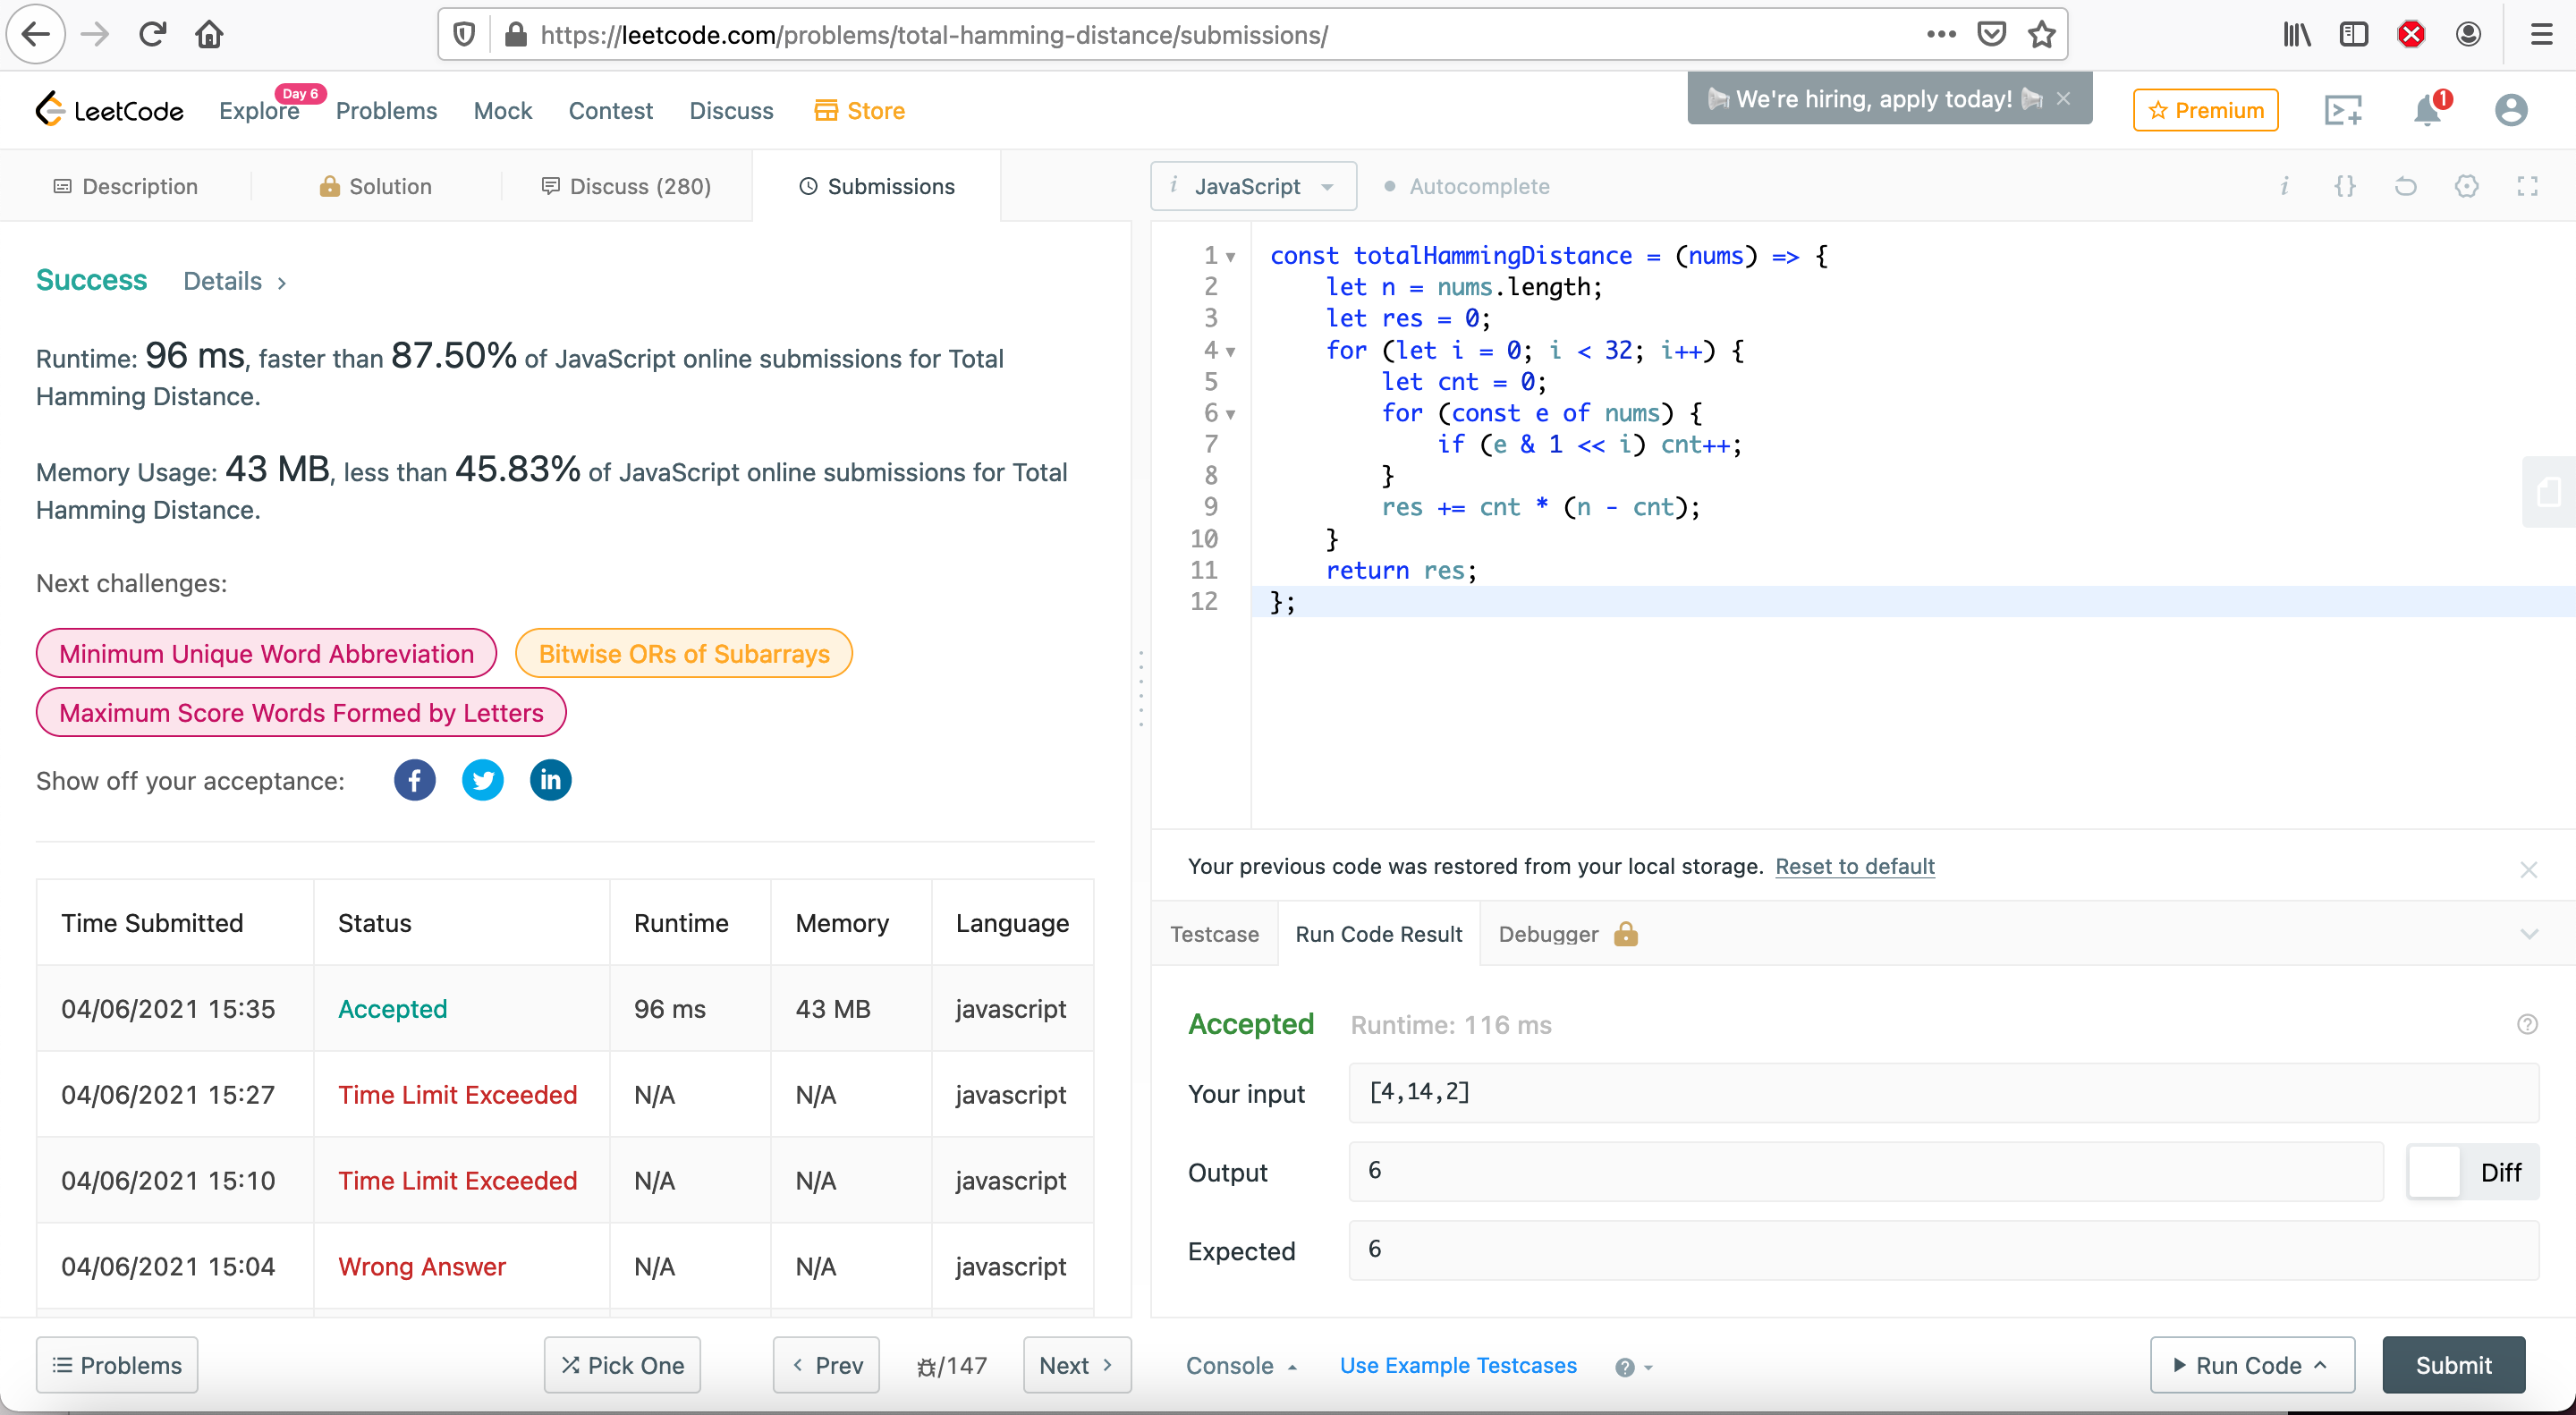 https://leetcode.com/problems/total-hamming-distance/submissions/
LeetCode
Explore
Day 6
Problems
Mock
Contest
Discuss
Store
We're hiring, apply today!
Premium
1
Description
Solution
Discuss (280)
Submissions
i JavaScript
Autocomplete
i
{}
Success
Details
Runtime: 96 ms, faster than 87.50% of JavaScript online submissions for Total
Hamming Distance.
Memory Usage: 43 MB, less than 45.83% of JavaScript online submissions for Total
Hamming Distance.
Next challenges:
Minimum Unique Word Abbreviation
Bitwise ORs of Subarrays
Maximum Score Words Formed by Letters
Show off your acceptance:
Time Submitted Status Runtime Memory Language
04/06/2021 15:35 Accepted 96 ms 43 MB javascript
04/06/2021 15:27 Time Limit Exceeded N/A N/A javascript
04/06/2021 15:10 Time Limit Exceeded N/A N/A javascript
04/06/2021 15:04 Wrong Answer N/A N/A javascript
Problems
Pick One
Prev
/147
Next
1 const totalHammingDistance = (nums) => {
2 let n = nums.length;
3 let res = 0;
4 for (let i = 0; i < 32; i++) {
5 let cnt = 0;
6 for (const e of nums) {
7 if (e & 1 << i) cnt++;
8 }
9 res += cnt * (n - cnt);
10 }
11 return res;
12 };
Your previous code was restored from your local storage. Reset to default
Testcase
Run Code Result
Debugger
Accepted
Runtime: 116 ms
Your input
[4,14,2]
Output
6
Diff
Expected
6
Console
Use Example Testcases
Run Code
Submit